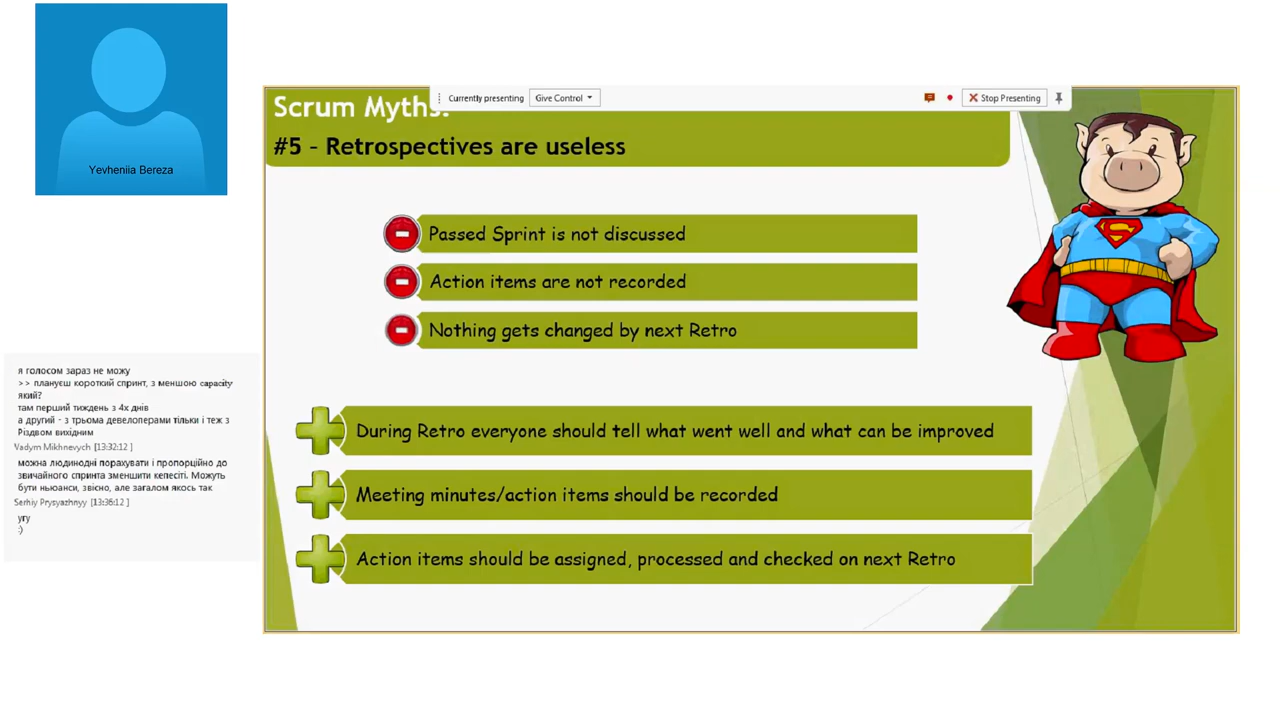 Yevheniia Bereza
Currently presenting
Give Control
Stop Presenting
Scrum Myths:
#5 - Retrospectives are useless
Passed Sprint is not discussed
Action items are not recorded
Nothing gets changed by next Retro
During Retro everyone should tell what went well and what can be improved
Meeting minutes/action items should be recorded
Action items should be assigned, processed and checked on next Retro
я голосом зараз не можу
>> плануєш короткий спринт, з меншою capacity
який?
там перший тиждень з 4х днів
а другий - з трьома девелоперами тільки і теж з
Різдвом вихідним
Vadym Mikhnevych [13:32:12 ]
можна людинодні порахувати і пропорційно до
звичайного спринта зменшити кепесіті. Можуть
бути ньюанси, звісно, але загалом якось так
Serhiy Prysyazhnyy [13:36:12 ]
угу
:)